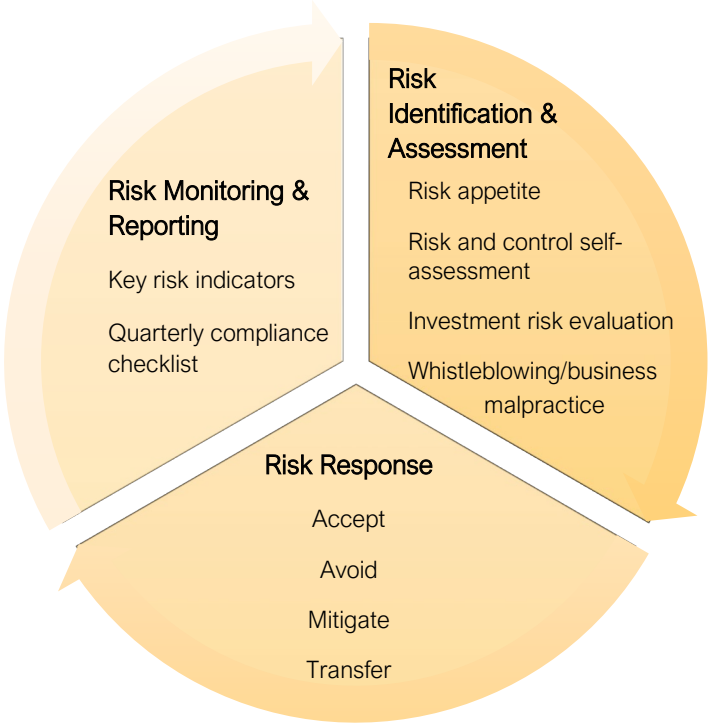 Risk
Identification &
Assessment
Risk appetite
Risk and control self-
assessment
Investment risk evaluation
Whistleblowing/business
malpractice
Risk Response
Accept
Avoid
Mitigate
Transfer
Risk Monitoring &
Reporting
Key risk indicators
Quarterly compliance
checklist